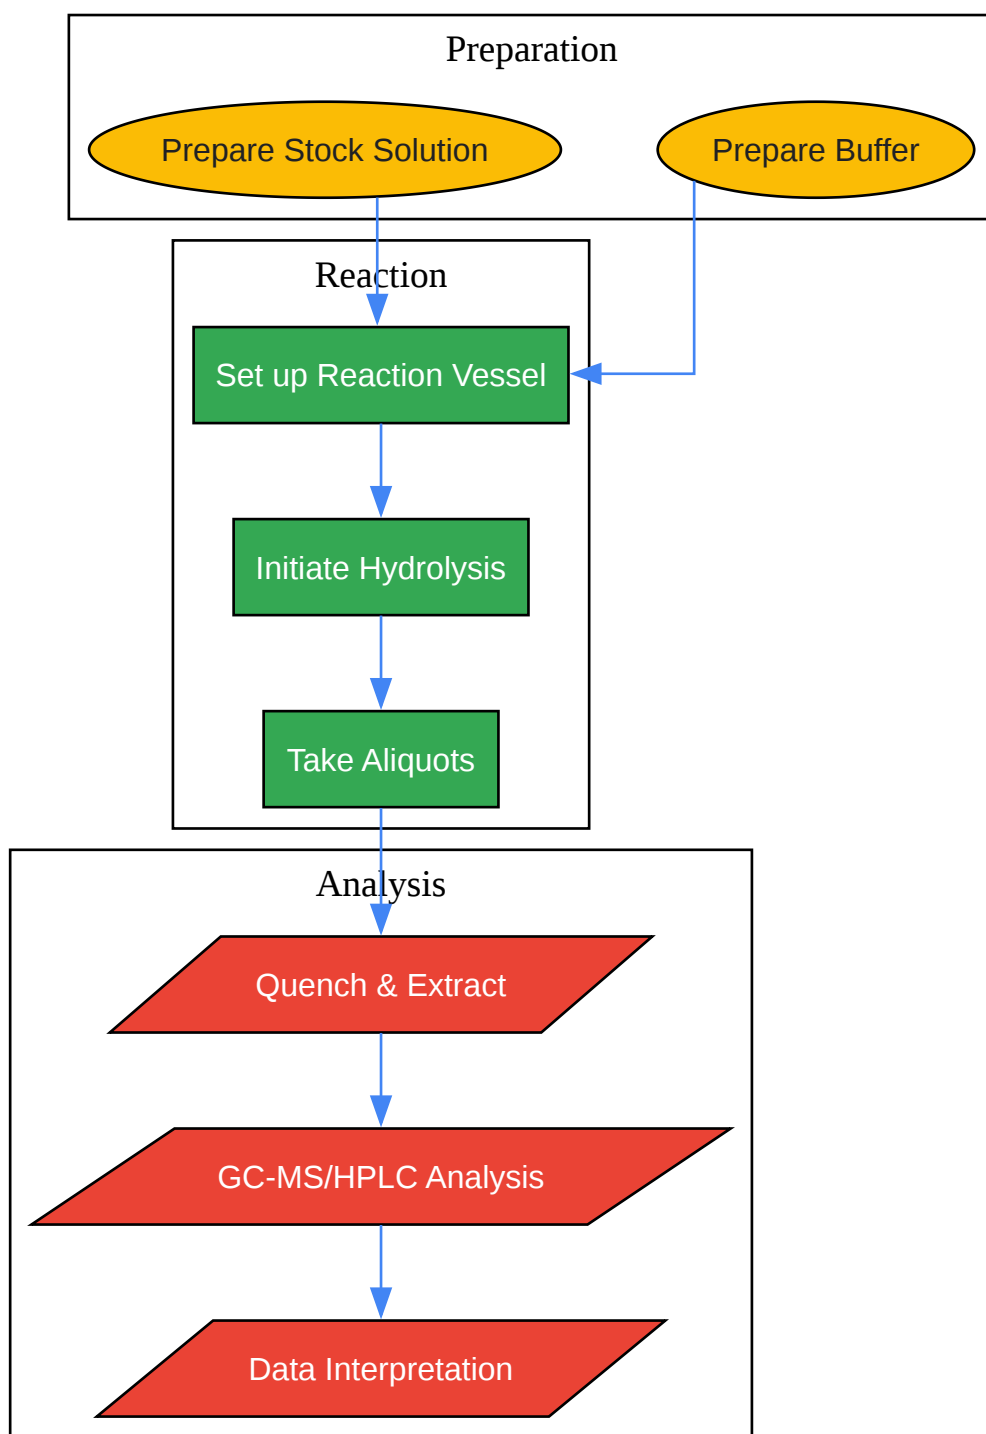 Preparation
Prepare Stock Solution
Prepare Buffer
Reaction
Set up Reaction Vessel
Initiate Hydrolysis
Take Aliquots
Analysis
Quench & Extract
GC-MS/HPLC Analysis
Data Interpretation